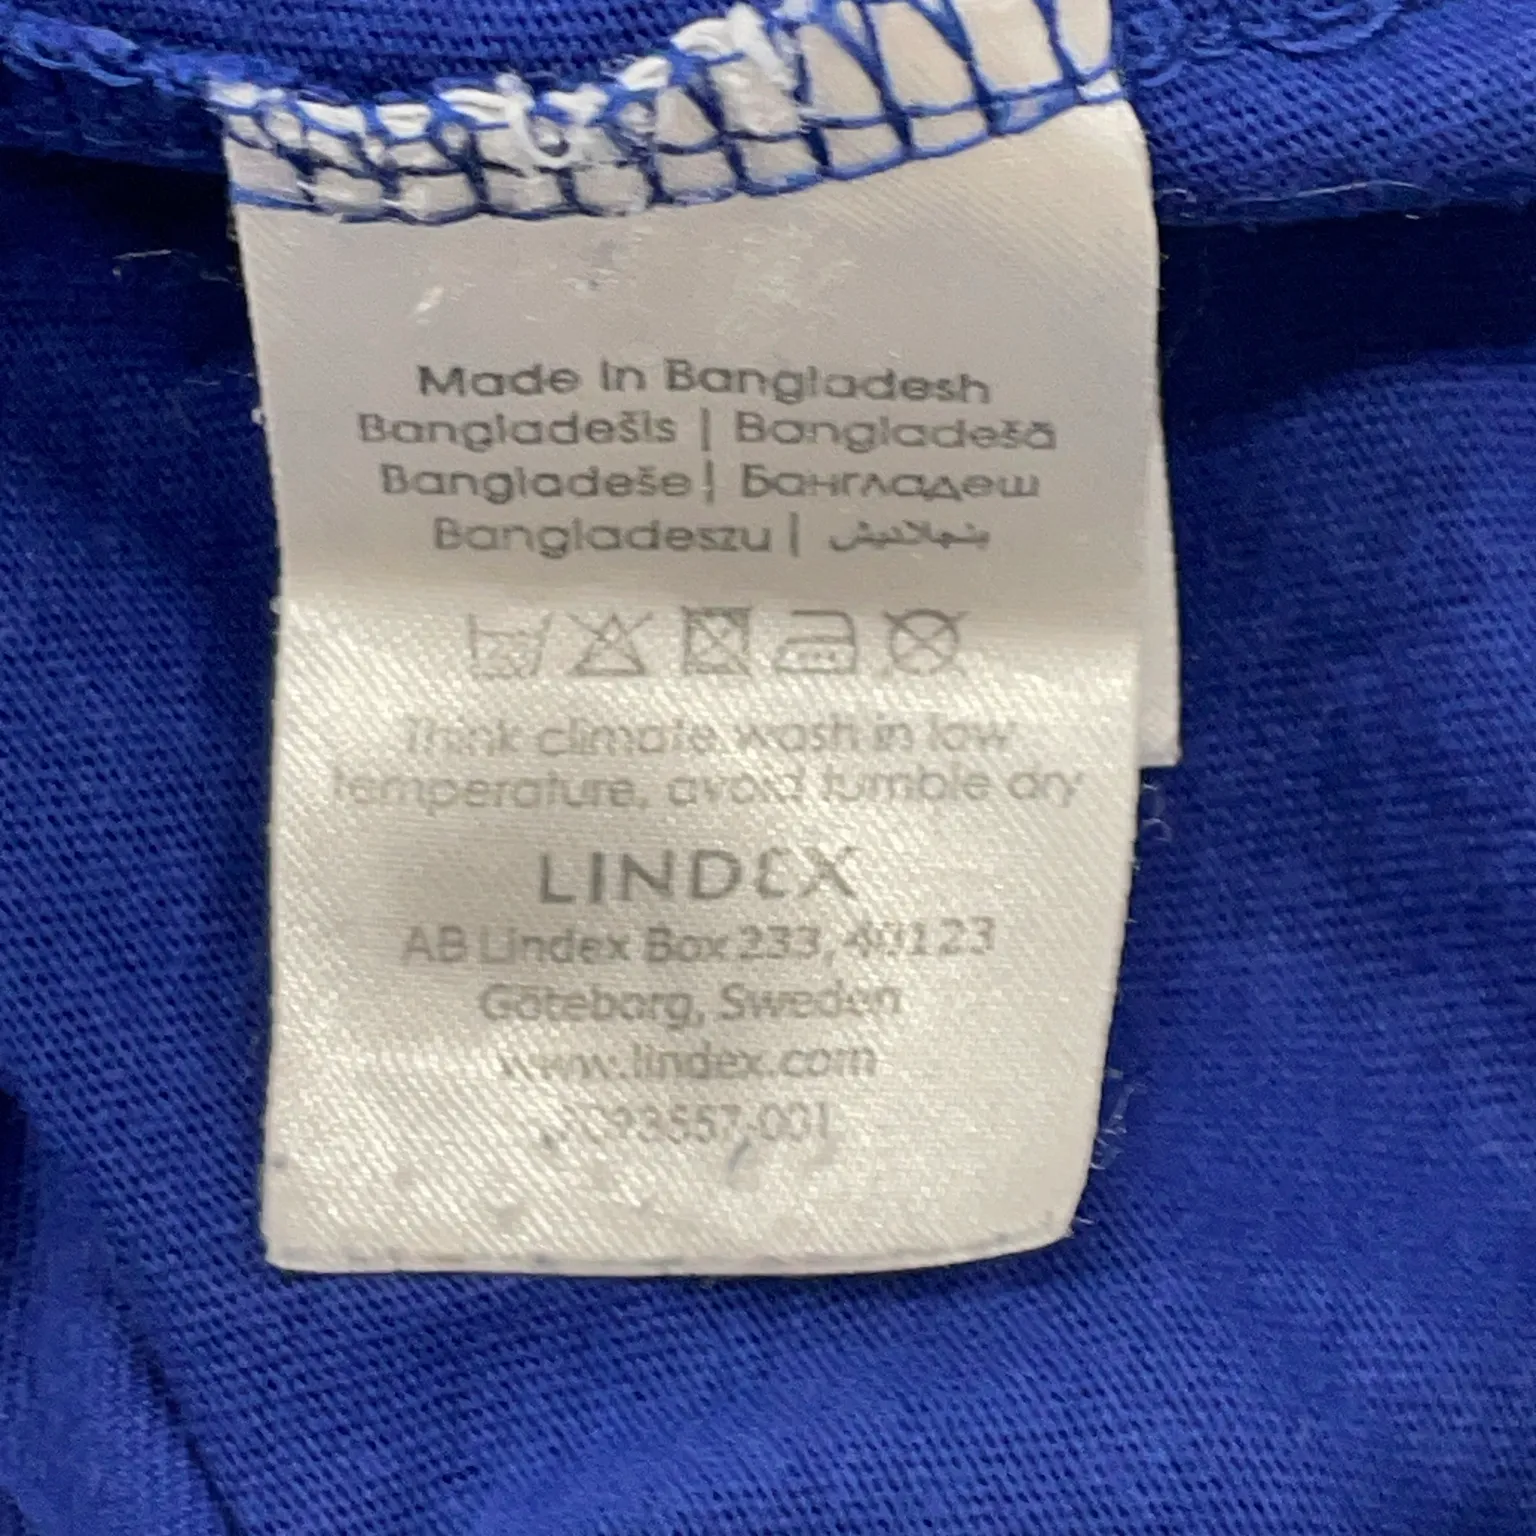 Made in Bangladesh
Bangladešis | Bangladešā
Bangladeše | Бангладеш
Bangladeszu | بنجلاديش
Think climate, wash in low
temperature, avoid tumble dry
LINDEX
AB Lindex Box 233, 40123
Göteborg, Sweden
www.lindex.com